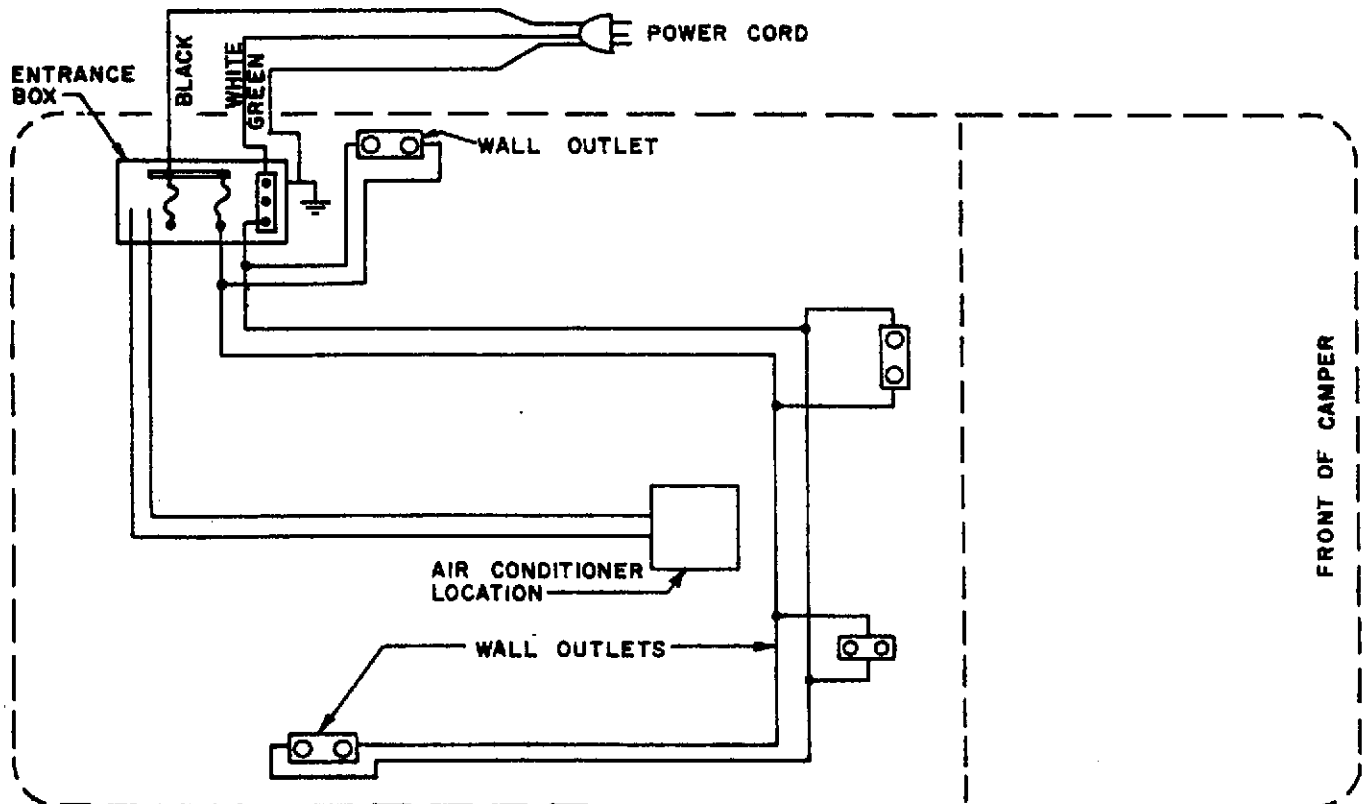 POWER CORD
BLACK
WHITE
GREEN
ENTRANCE
BOX
WALL OUTLET
FRONT OF CAMPER
AIR CONDITIONER
LOCATION
WALL OUTLETS